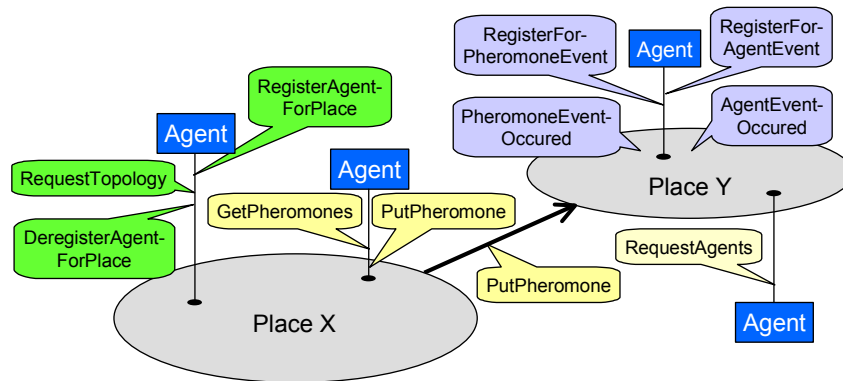 RegisterFor-
PheromoneEvent
Agent
RegisterFor-
AgentEvent
RegisterAgent-
ForPlace
Agent
PheromoneEvent-
Occured
AgentEvent-
Occured
RequestTopology
Agent
Place Y
GetPheromones
PutPheromone
DeregisterAgent-
ForPlace
RequestAgents
PutPheromone
Place X
Agent